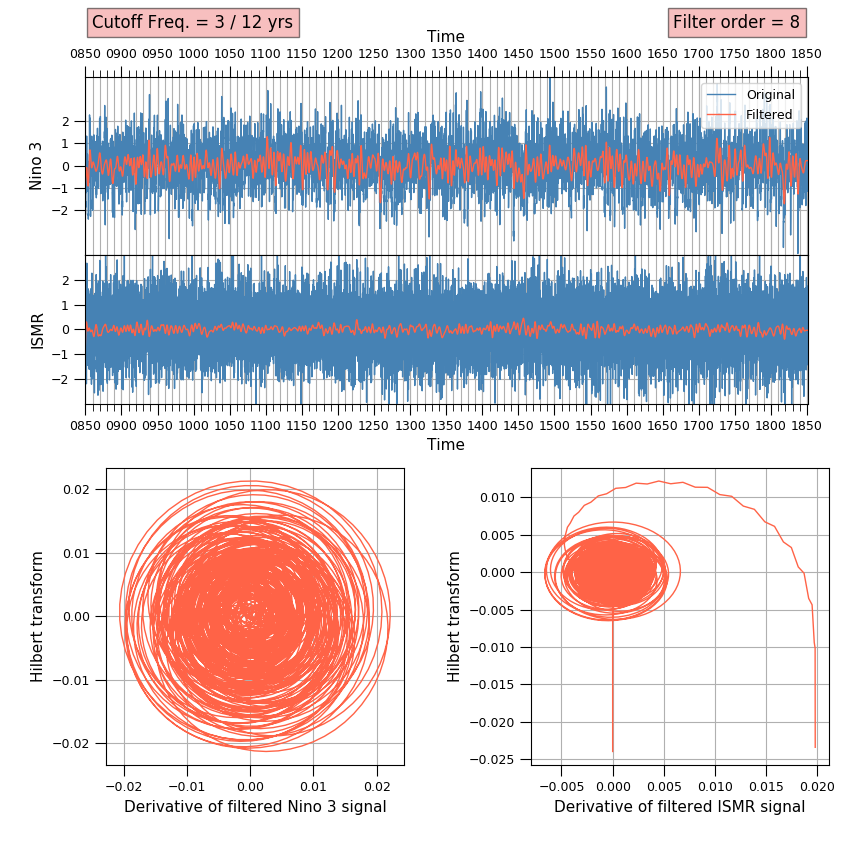 Cutoff Freq. = 3 / 12 yrs
Filter order = 8
Time
0850 0900 0950 1000 1050 1100 1150 1200 1250 1300 1350 1400 1450 1500 1550 1600 1650 1700 1750 1800 1850
Original
Filtered
Nino 3
2
1
0
−1
−2
ISMR
2
1
0
−1
−2
0850 0900 0950 1000 1050 1100 1150 1200 1250 1300 1350 1400 1450 1500 1550 1600 1650 1700 1750 1800 1850
Time
Hilbert transform
0.02
0.01
0.00
−0.01
−0.02
−0.02 −0.01 0.00 0.01 0.02
Derivative of filtered Nino 3 signal
Hilbert transform
0.010
0.005
0.000
−0.005
−0.010
−0.015
−0.020
−0.025
−0.005 0.000 0.005 0.010 0.015 0.020
Derivative of filtered ISMR signal